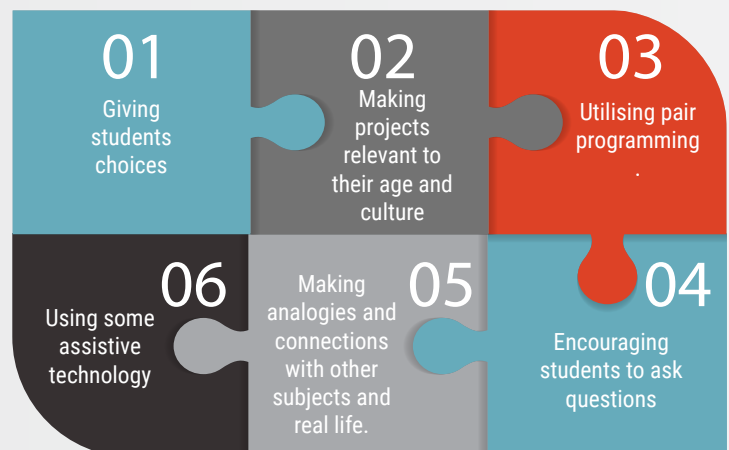 01
Giving
students
choices
02
Making
projects
relevant to
their age and
culture
03
Utilising pair
programming
.
04
Encouraging
students to ask
questions
05
Making
analogies and
connections
with other
subjects and
real life.
06
Using some
assistive
technology